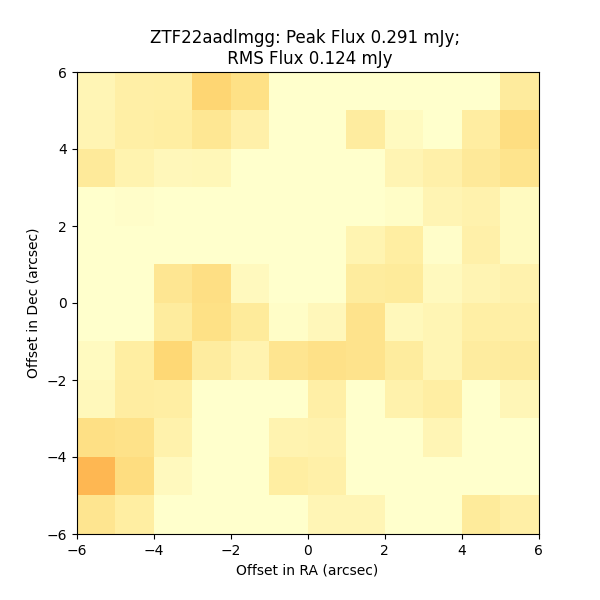 ZTF22aadlmgg: Peak Flux 0.291 mJy;
RMS Flux 0.124 mJy
6
4
2
0
−2
−4
−6
Offset in Dec (arcsec)
−6 −4 −2 0 2 4 6
Offset in RA (arcsec)